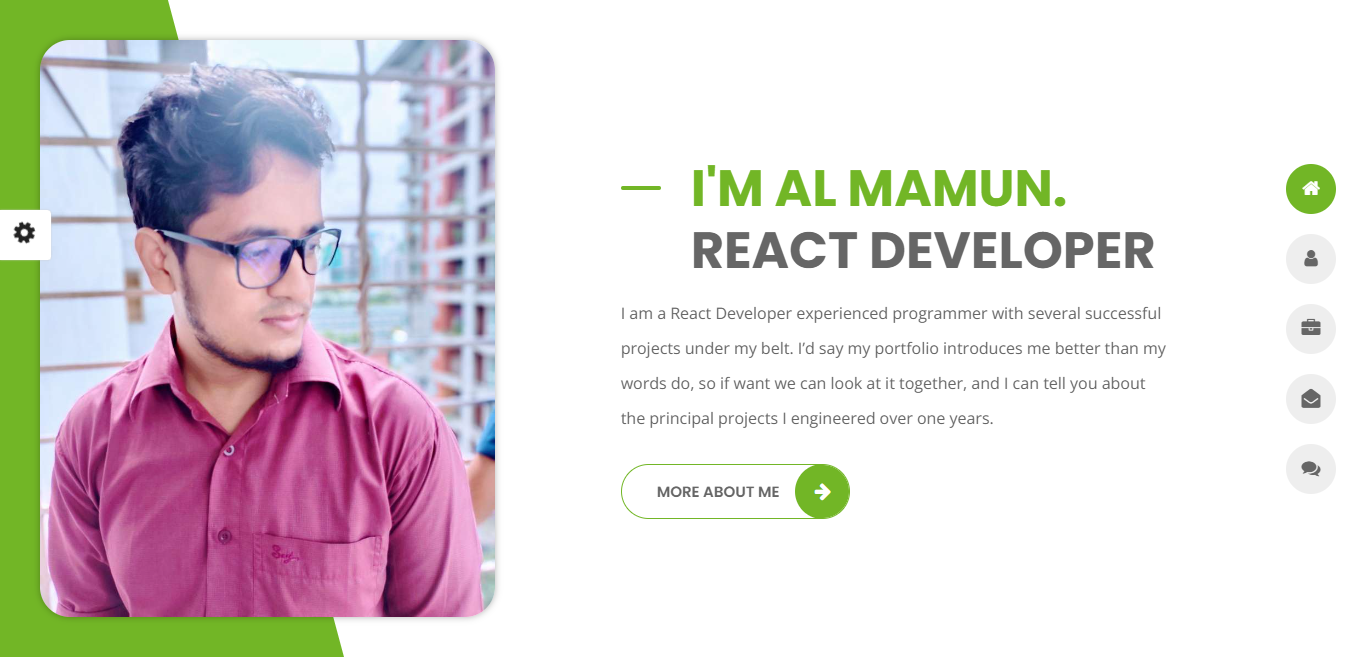 I'M AL MAMUN.
REACT DEVELOPER
I am a React Developer experienced programmer with several successful
projects under my belt. I’d say my portfolio introduces me better than my
words do, so if want we can look at it together, and I can tell you about
the principal projects I engineered over one years.
MORE ABOUT ME